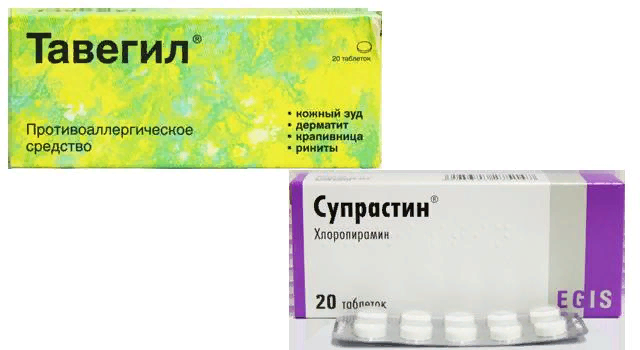 Тавегил®
20 таблеток
• кожный зуд
• дерматит
• крапивница
• риниты
Противоаллергическое
средство
Супрастин®
Хлоропирамин
20 таблеток
EGIS